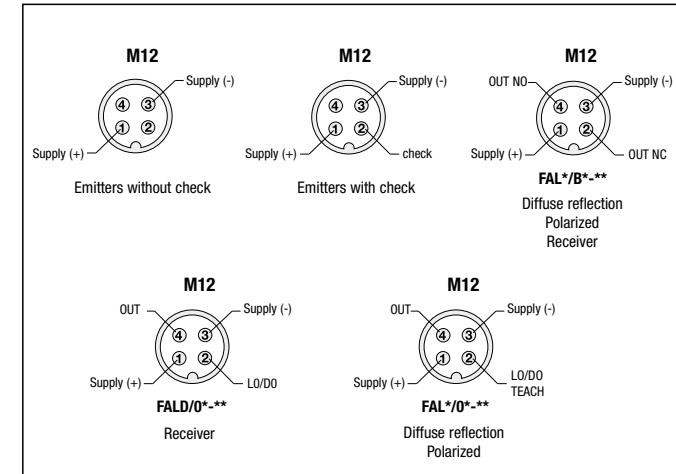 M12
Supply (-)
4 3
1 2
Supply (+)
Emitters without check
M12
Supply (-)
4 3
1 2
Supply (+)
check
Emitters with check
M12
OUT NO
Supply (-)
4 3
1 2
Supply (+)
OUT NC
FAL*/B*-**
Diffuse reflection
Polarized
Receiver
M12
OUT
Supply (-)
4 3
1 2
Supply (+)
LO/DO
FALD/0*-**
Receiver
M12
OUT
Supply (-)
4 3
1 2
Supply (+)
LO/DO
TEACH
FAL*/0*-**
Diffuse reflection
Polarized